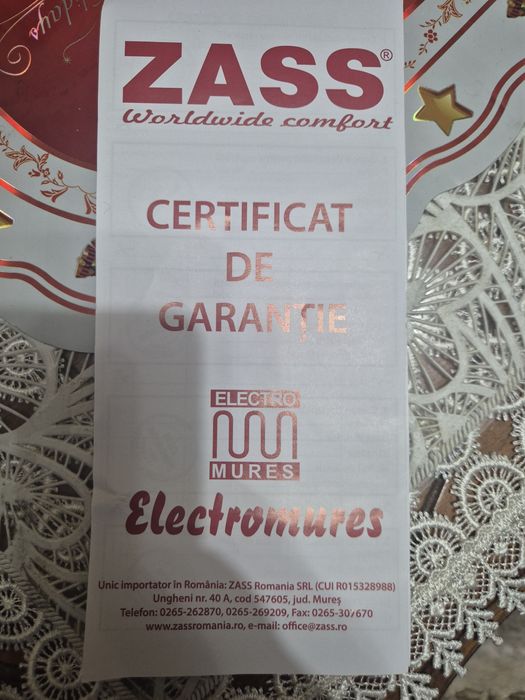 Holidays
ZASS®
Worldwide comfort
CERTIFICAT
DE
GARANȚIE
ELECTRO
MURES
Electromures
Unic importator în România: ZASS Romania SRL (CUI RO15328988)
Ungheni nr. 40 A, cod 547605, jud. Mureș
Telefon: 0265-262870, 0265-269209, Fax: 0265-307670
www.zassromania.ro, e-mail: office@zass.ro